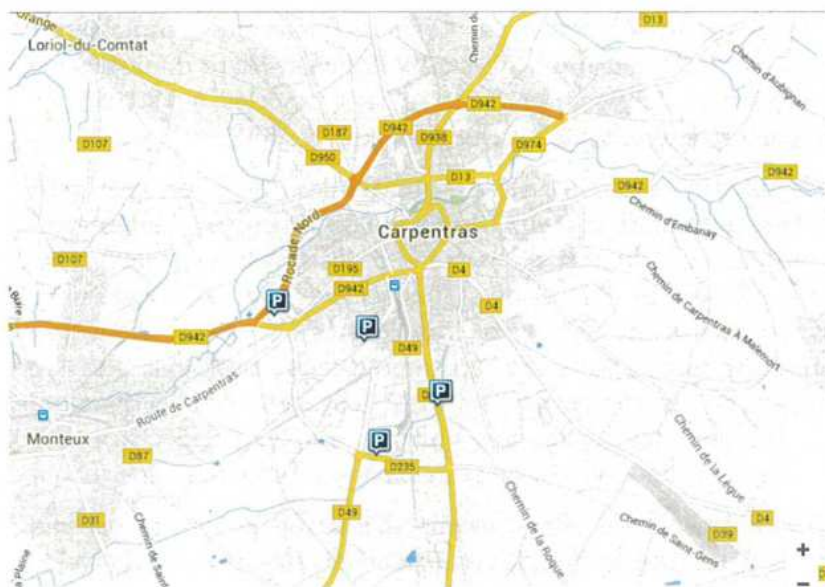 Orange
Loriol-du-Comtat
Chemin d'Aubignan
D13
D942
D942
D187
D938
D107
D950
D974
D13
D942
D942
Rocade Nord
Chemin d'Embanay
Carpentras
D107
D195
D4
D942
D4
P
Chemin de Carpentras À Malemort
D942
P
D49
Route de Carpentras
P
Monteux
P
D87
D235
Chemin de la Lègue
D49
D31
Chemin de la Roque
Chemin de Saint-Gens
D4
D39
+
−